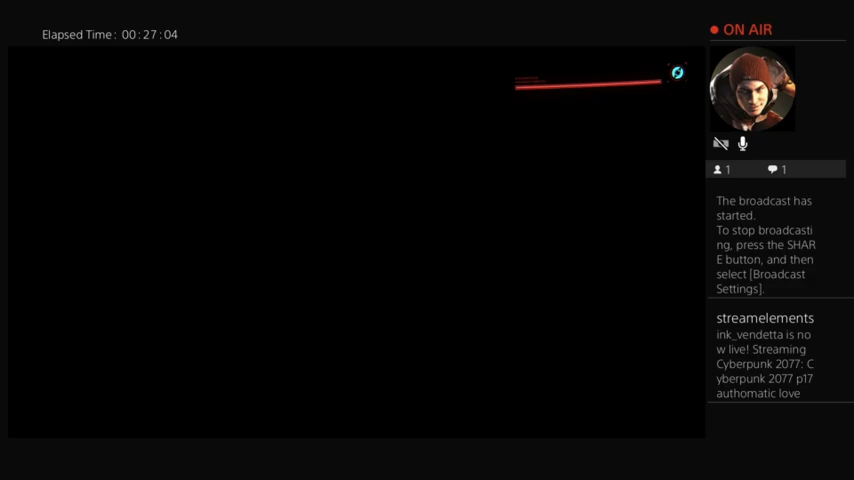 Elapsed Time: 00:27:04
ON AIR
1 1
The broadcast has
started.
To stop broadcasti
ng, press the SHAR
E button, and then
select [Broadcast
Settings].
streamelements
ink_vendetta is no
w live! Streaming
Cyberpunk 2077: C
yberpunk 2077 p17
authomatic love